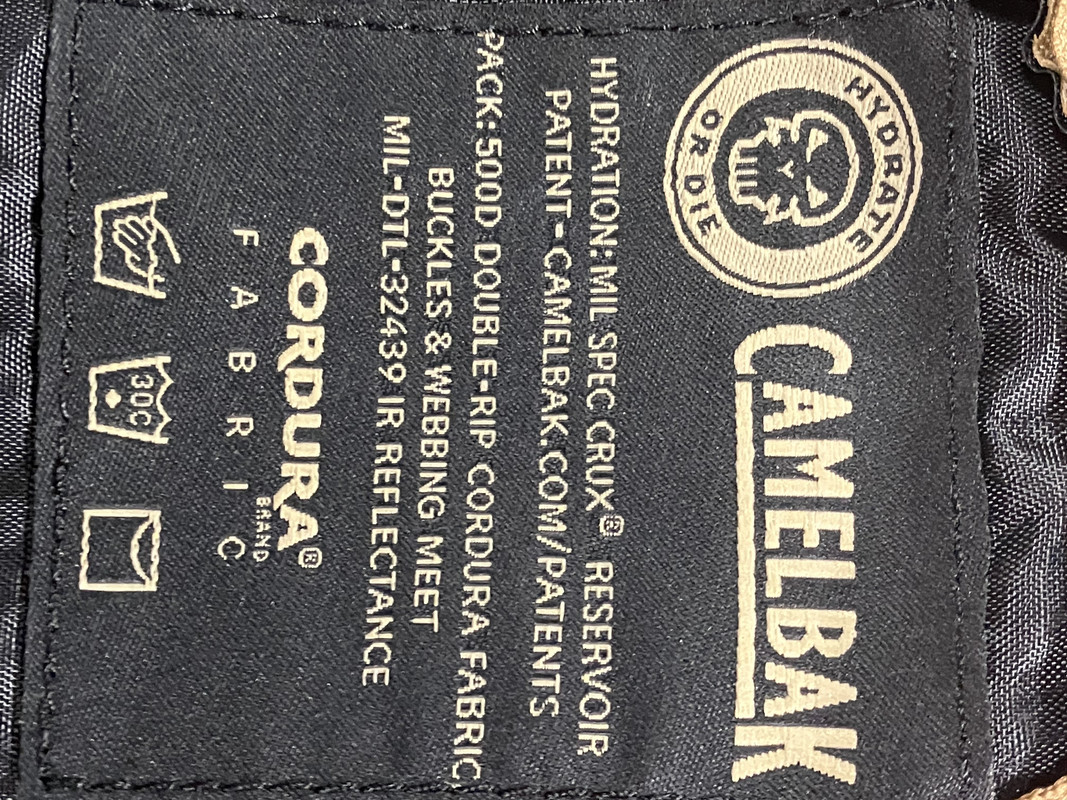 HYDRATE
OR DIE
CAMELBAK
HYDRATION: MIL SPEC CRUX® RESERVOIR
PATENT-CAMELBAK.COM/PATENTS
PACK:500D DOUBLE-RIP CORDURA FABRIC
BUCKLES & WEBBING MEET
MIL-DTL-32439 IR REFLECTANCE
CORDURA®
BRAND
FABRIC
30C